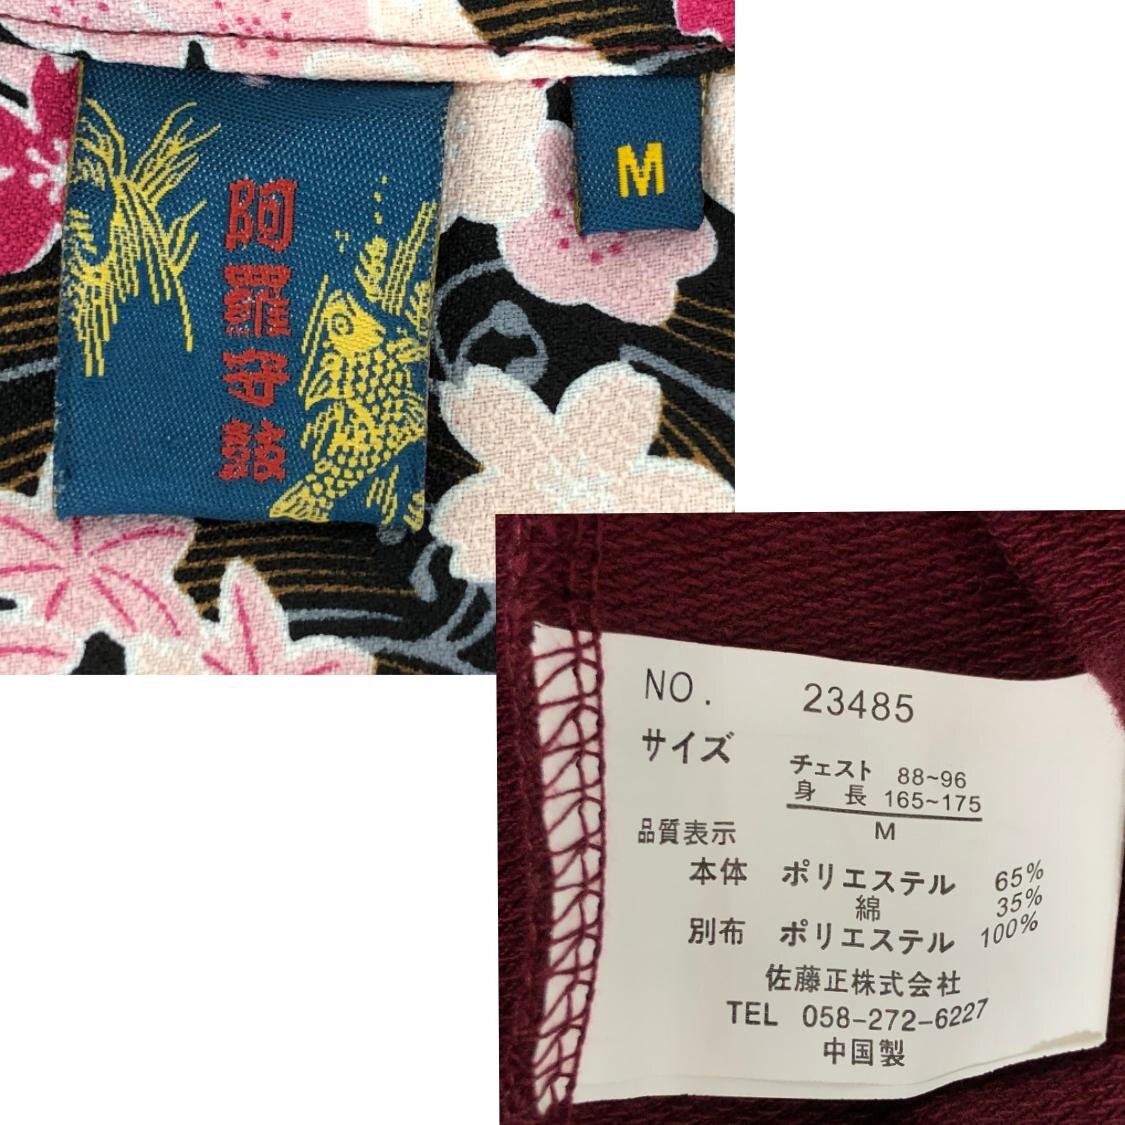 阿羅守鼓
M
NO. 23485
サイズ
チェスト 88~96
身 長 165~175
M
品質表示
本体 ポリエステル 65%
綿 35%
別布 ポリエステル 100%
佐藤正株式会社
TEL 058-272-6227
中国製